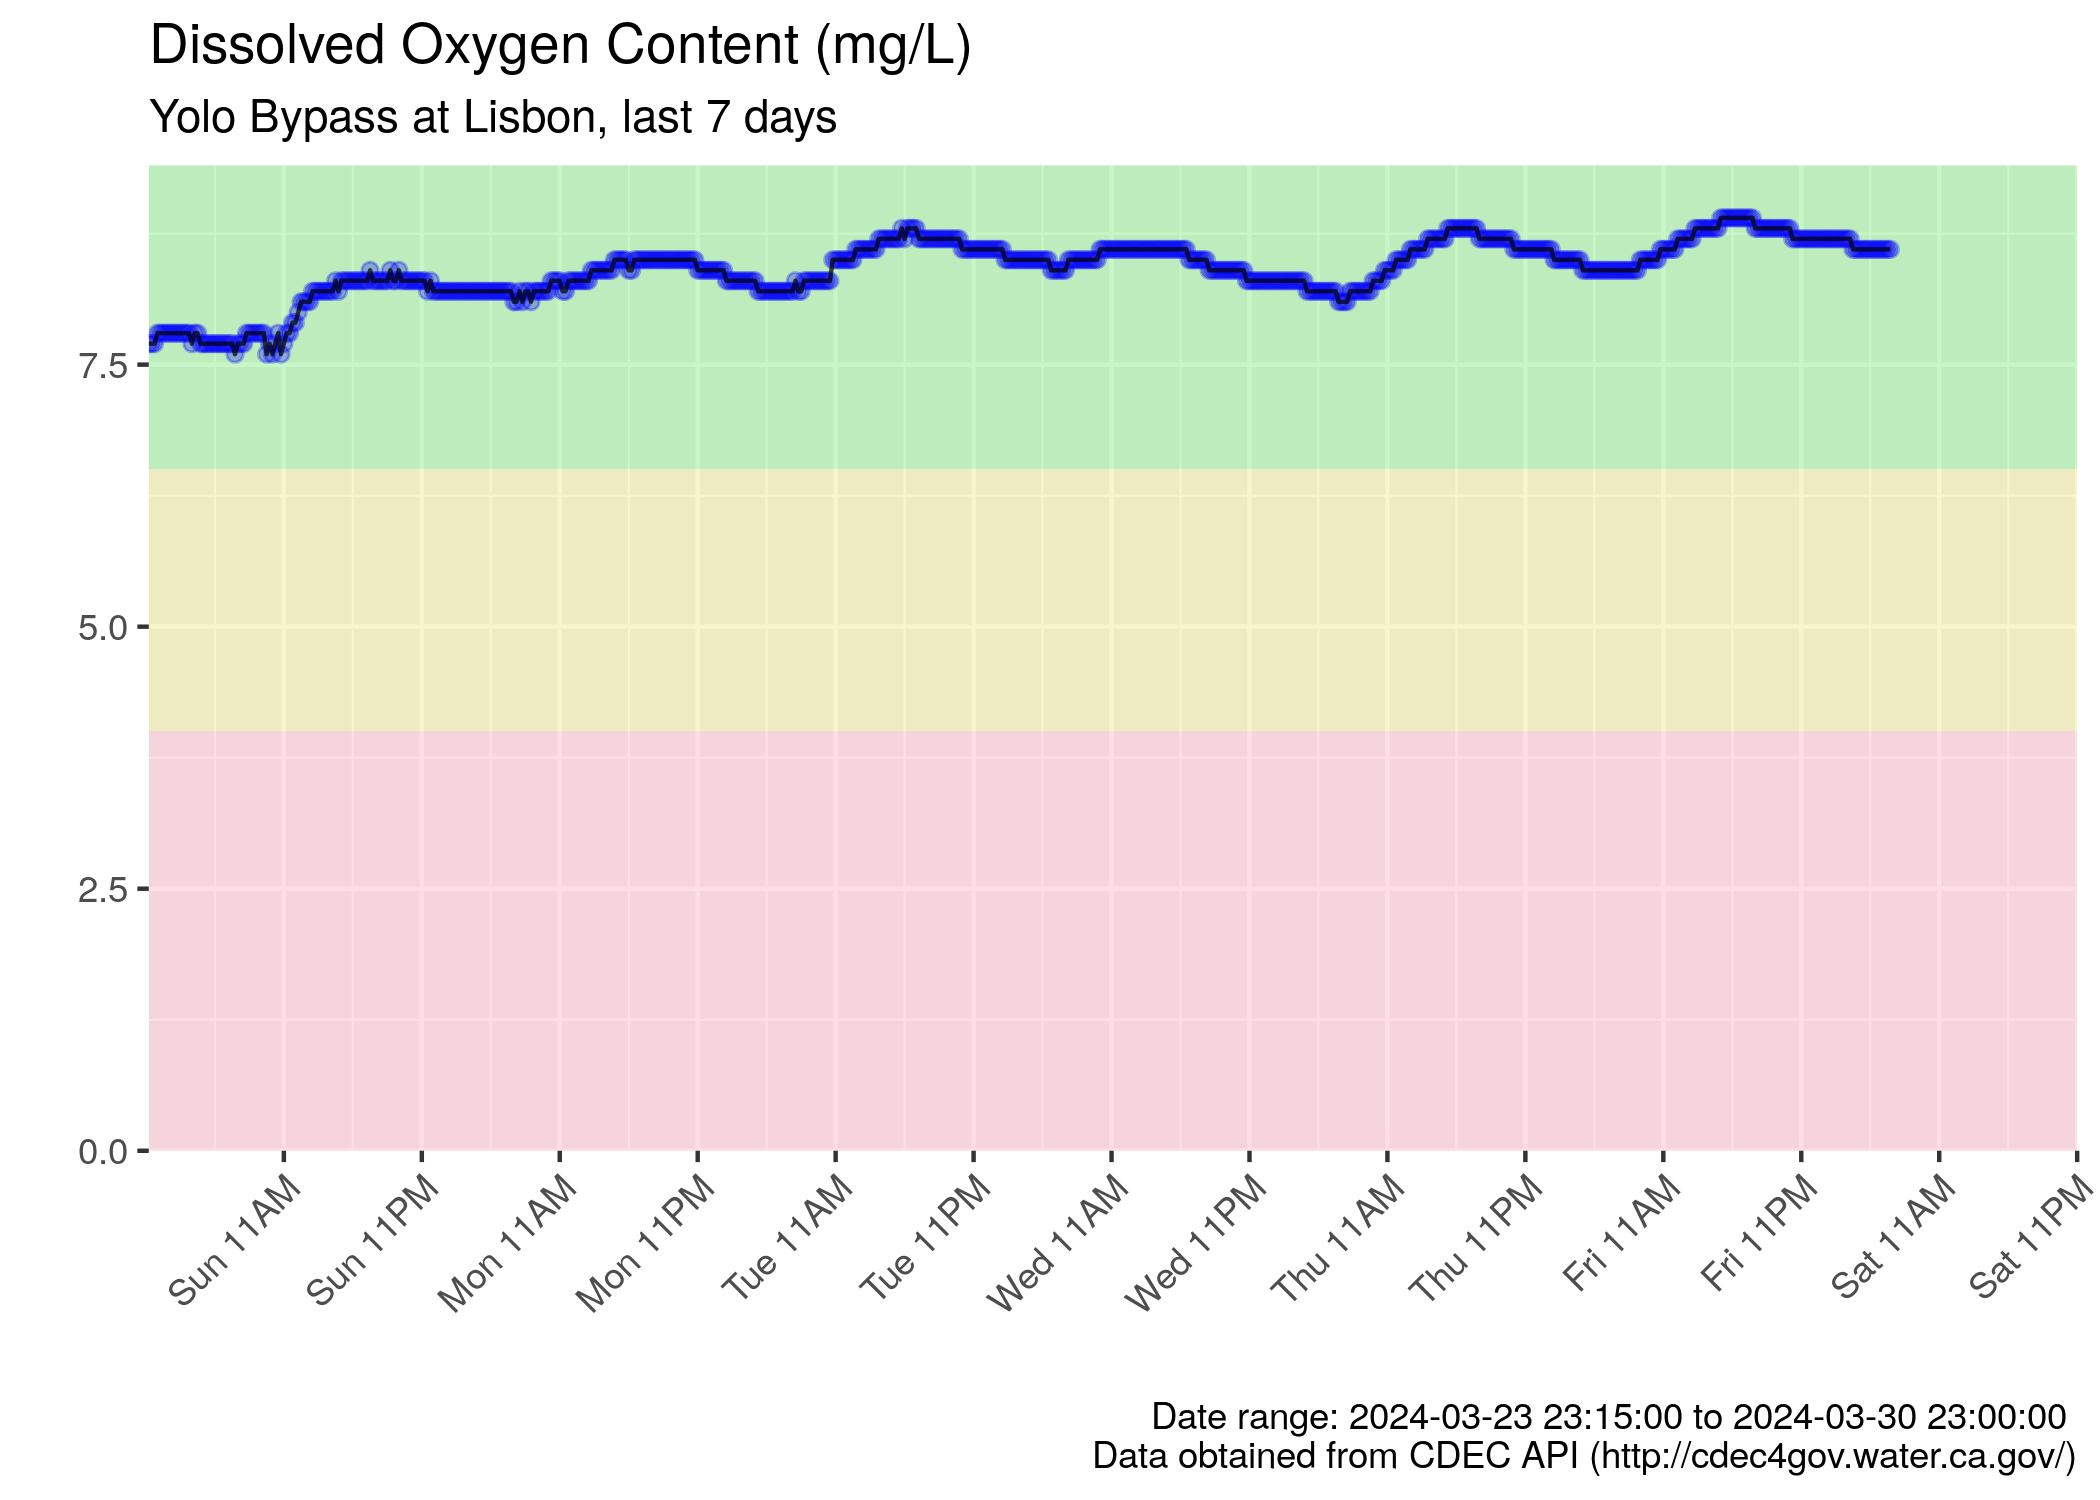 Dissolved Oxygen Content (mg/L)
Yolo Bypass at Lisbon, last 7 days
7.5
5.0
2.5
0.0
Sun 11AM
Sun 11PM
Mon 11AM
Mon 11PM
Tue 11AM
Tue 11PM
Wed 11AM
Wed 11PM
Thu 11AM
Thu 11PM
Fri 11AM
Fri 11PM
Sat 11AM
Sat 11PM
Date range: 2024-03-23 23:15:00 to 2024-03-30 23:00:00
Data obtained from CDEC API (http://cdec4gov.water.ca.gov/)